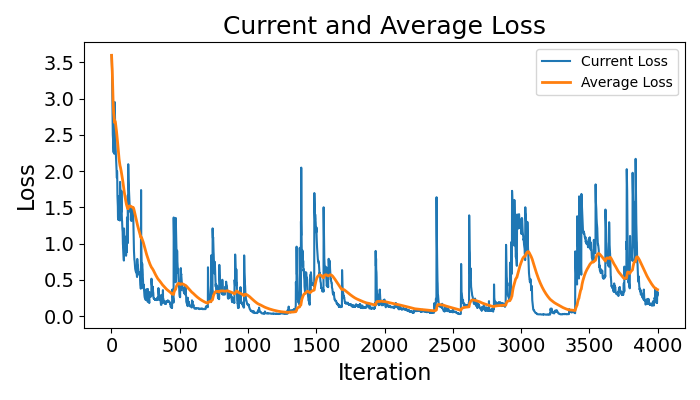 Current and Average Loss
Current Loss
Average Loss
3.5
3.0
2.5
2.0
1.5
1.0
0.5
0.0
Loss
0 500 1000 1500 2000 2500 3000 3500 4000
Iteration